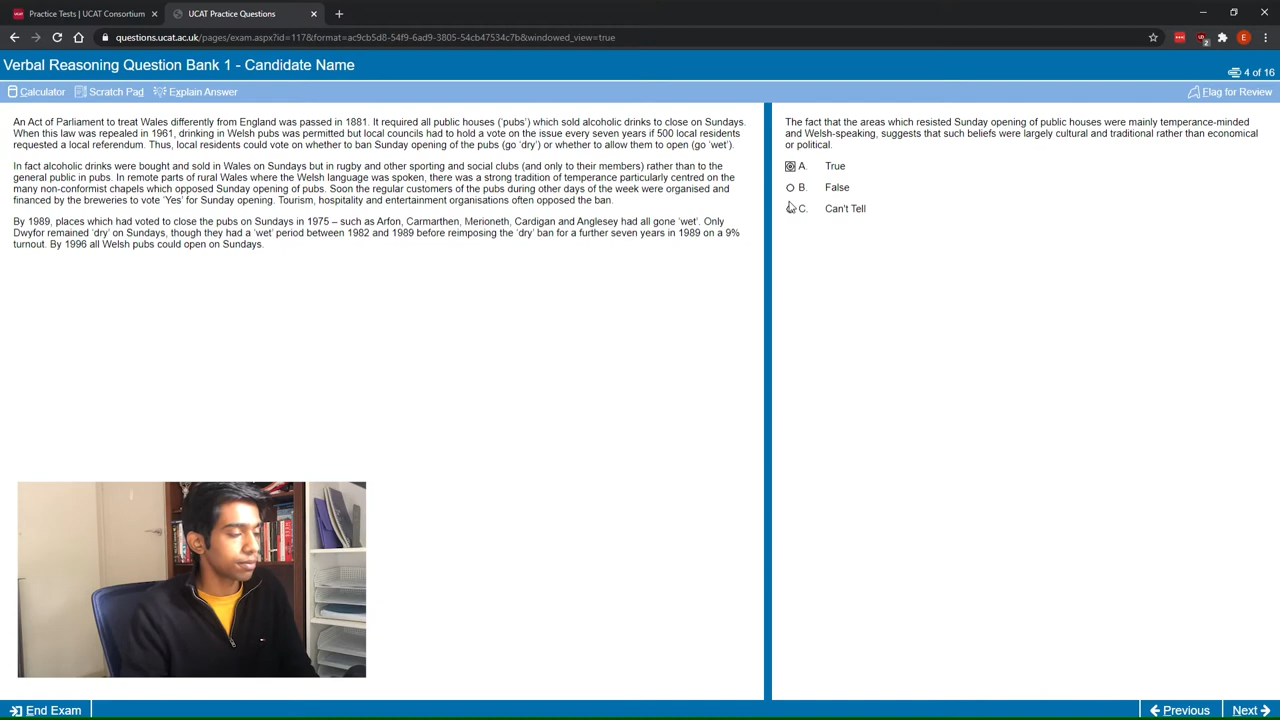 Practice Tests | UCAT Consortium
UCAT Practice Questions
questions.ucat.ac.uk/pages/exam.aspx?id=117&format=ac9cb5d8-54f9-6ad9-3805-54cb47534c7b&windowed_view=true
E
2
Verbal Reasoning Question Bank 1 - Candidate Name
4 of 16
Calculator
Scratch Pad
Explain Answer
Flag for Review
An Act of Parliament to treat Wales differently from England was passed in 1881. It required all public houses ('pubs') which sold alcoholic drinks to close on Sundays.
When this law was repealed in 1961, drinking in Welsh pubs was permitted but local councils had to hold a vote on the issue every seven years if 500 local residents
requested a local referendum. Thus, local residents could vote on whether to ban Sunday opening of the pubs (go 'dry') or whether to allow them to open (go 'wet').
In fact alcoholic drinks were bought and sold in Wales on Sundays but in rugby and other sporting and social clubs (and only to their members) rather than to the
general public in pubs. In remote parts of rural Wales where the Welsh language was spoken, there was a strong tradition of temperance particularly centred on the
many non-conformist chapels which opposed Sunday opening of pubs. Soon the regular customers of the pubs during other days of the week were organised and
financed by the breweries to vote 'Yes' for Sunday opening. Tourism, hospitality and entertainment organisations often opposed the ban.
By 1989, places which had voted to close the pubs on Sundays in 1975 – such as Arfon, Carmarthen, Merioneth, Cardigan and Anglesey had all gone 'wet'. Only
Dwyfor remained 'dry' on Sundays, though they had a 'wet' period between 1982 and 1989 before reimposing the 'dry' ban for a further seven years in 1989 on a 9%
turnout. By 1996 all Welsh pubs could open on Sundays.
The fact that the areas which resisted Sunday opening of public houses were mainly temperance-minded
and Welsh-speaking, suggests that such beliefs were largely cultural and traditional rather than economical
or political.
A. True
B. False
C. Can't Tell
End Exam
Previous
Next